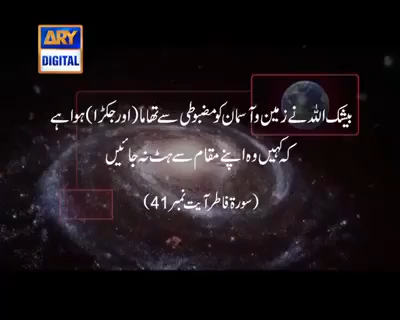 ARY
DIGITAL
بیشک اللہ نے زمین و آسمان کو مضبوطی سے تھاما (اور جکڑا) ہوا ہے
کہ کہیں وہ اپنے مقام سے ہٹ نہ جائیں
(سورۃ فاطر آیت نمبر 41)